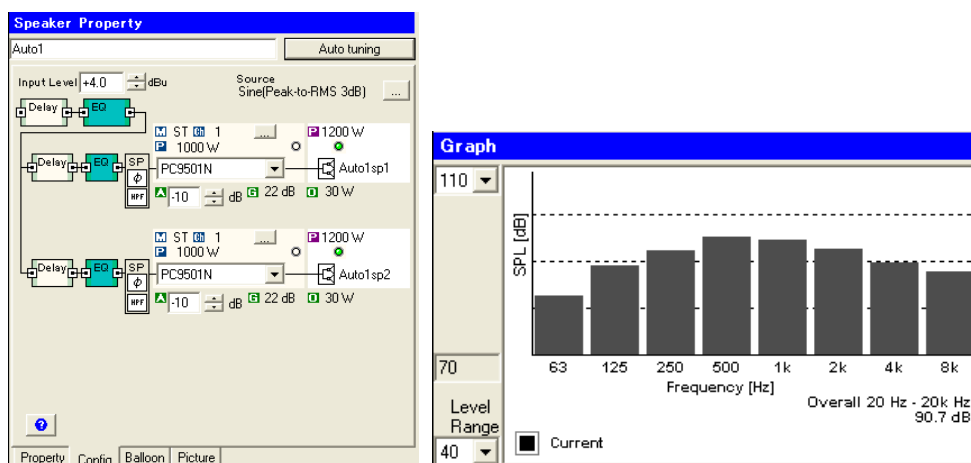 Speaker Property
Auto1 Auto tuning
Input Level +4.0 dBu Source
Sine(Peak-to-RMS 3dB) ...
Delay EQ
M ST Ch 1 ... P 1200 W
P 1000 W
Delay EQ SP Φ HPF PC9501N Auto1sp1
A -10 dB G 22 dB O 30 W
M ST Ch 1 ... P 1200 W
P 1000 W
Delay EQ SP Φ HPF PC9501N Auto1sp2
A -10 dB G 22 dB O 30 W
?
Property Config Balloon Picture
Graph
110
SPL [dB]
70
63 125 250 500 1k 2k 4k 8k
Frequency [Hz]
Overall 20 Hz - 20k Hz
90.7 dB
Level
Range
40
Current